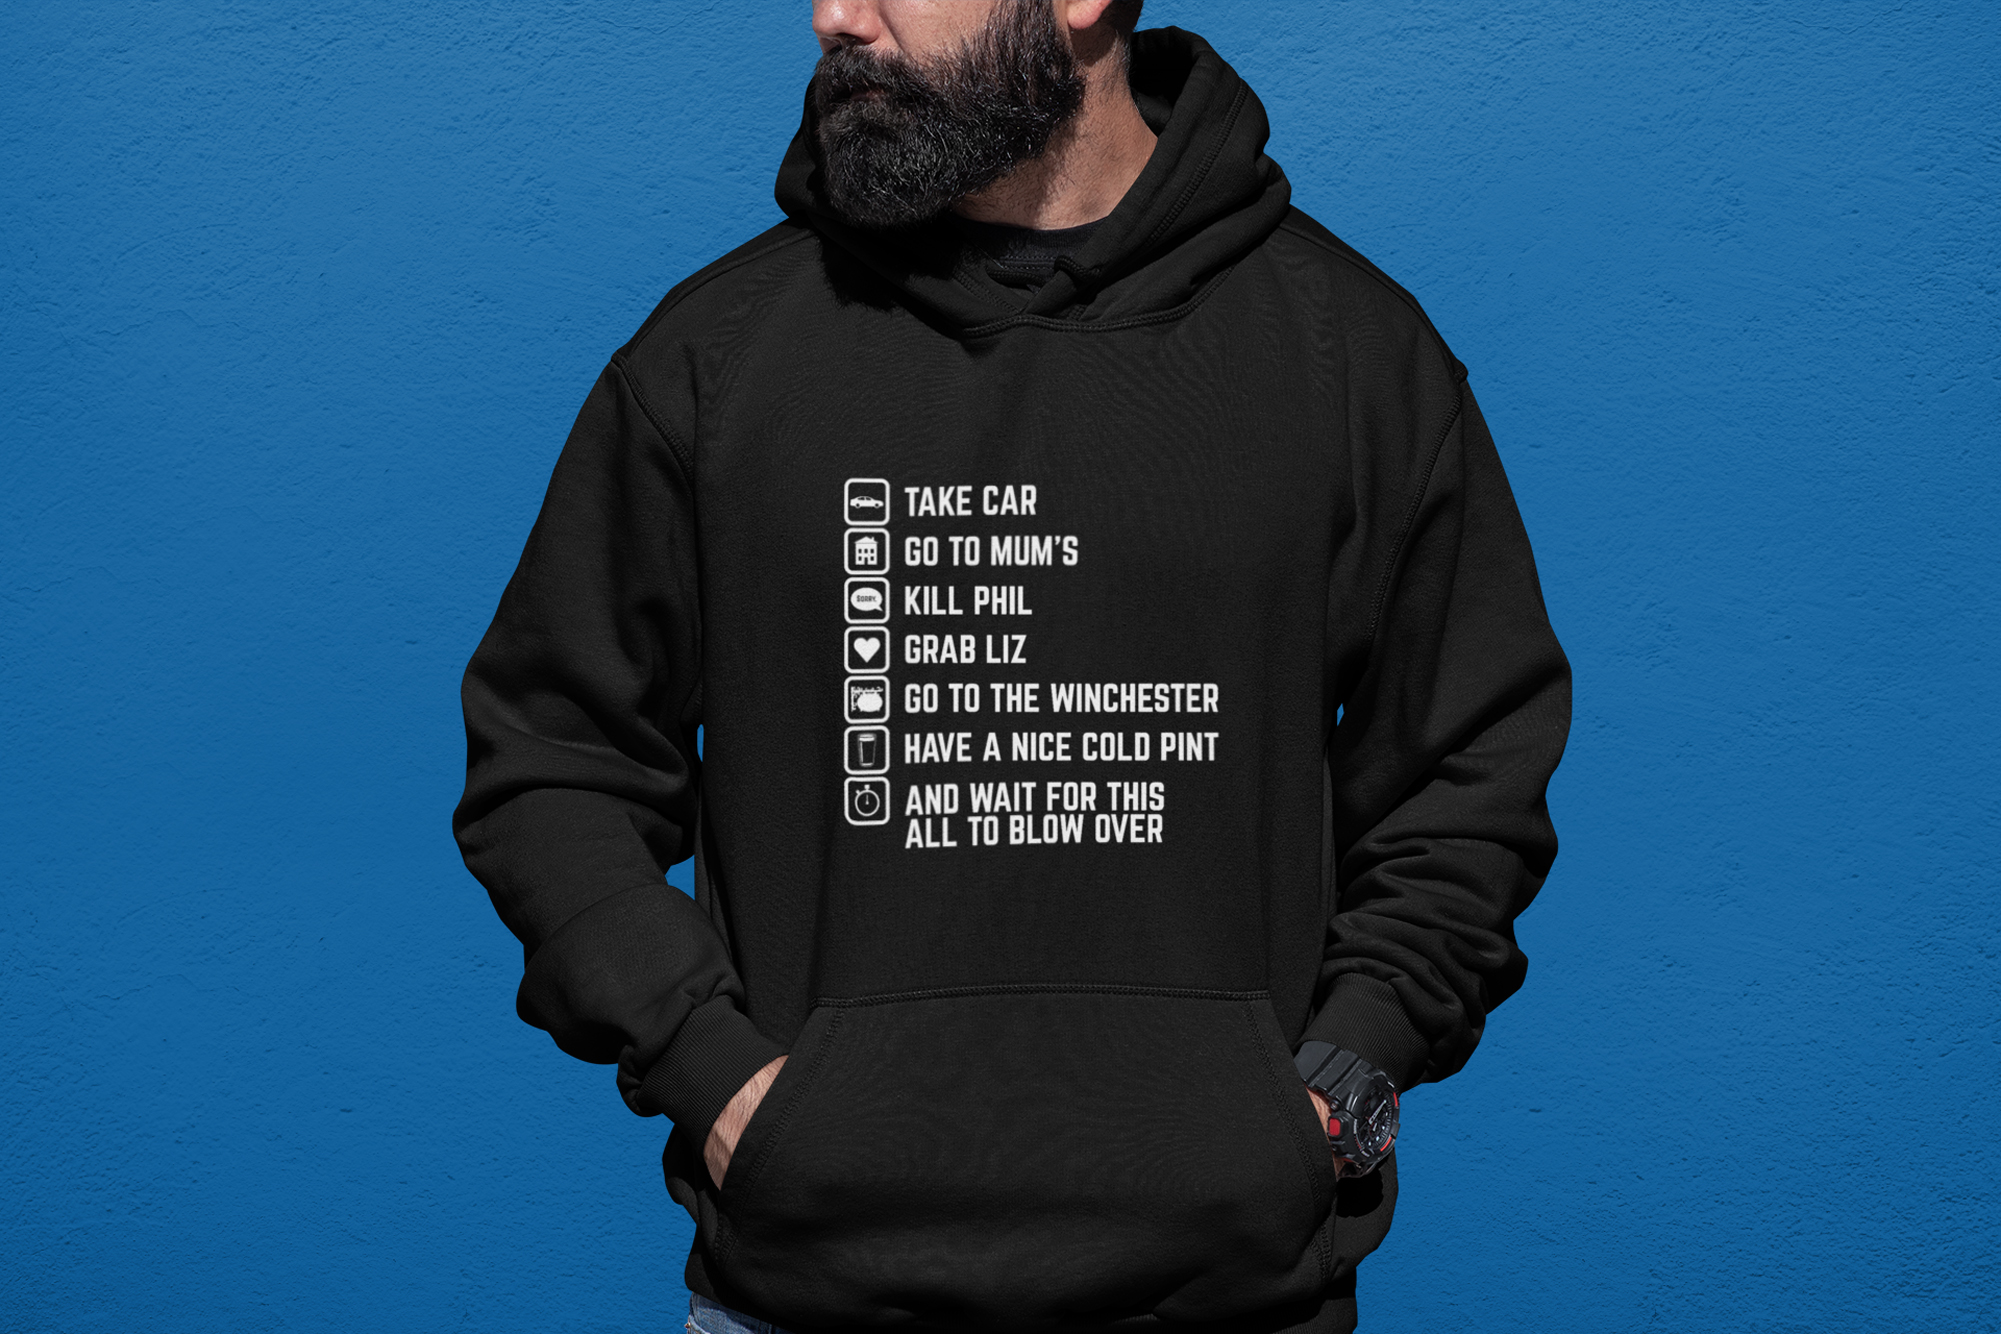 TAKE CAR
GO TO MUM'S
SORRY.
KILL PHIL
GRAB LIZ
GO TO THE WINCHESTER
HAVE A NICE COLD PINT
AND WAIT FOR THIS
ALL TO BLOW OVER